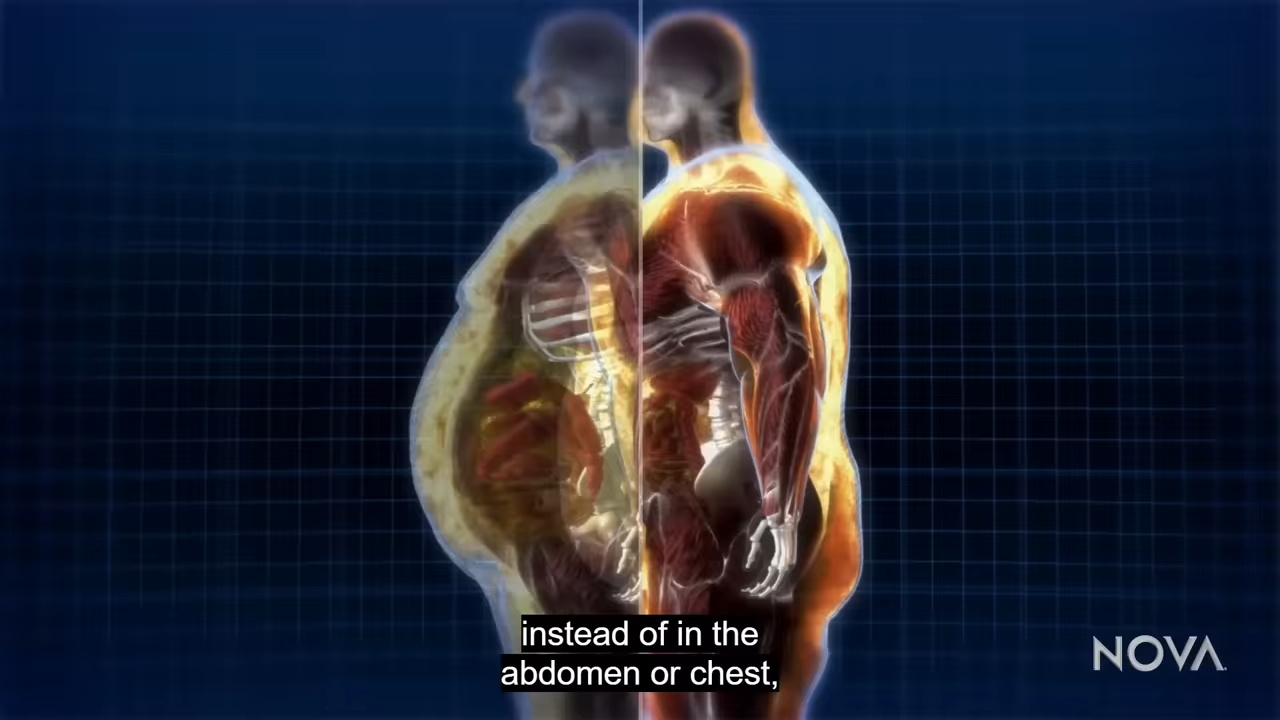 instead of in the
abdomen or chest,
NOVA